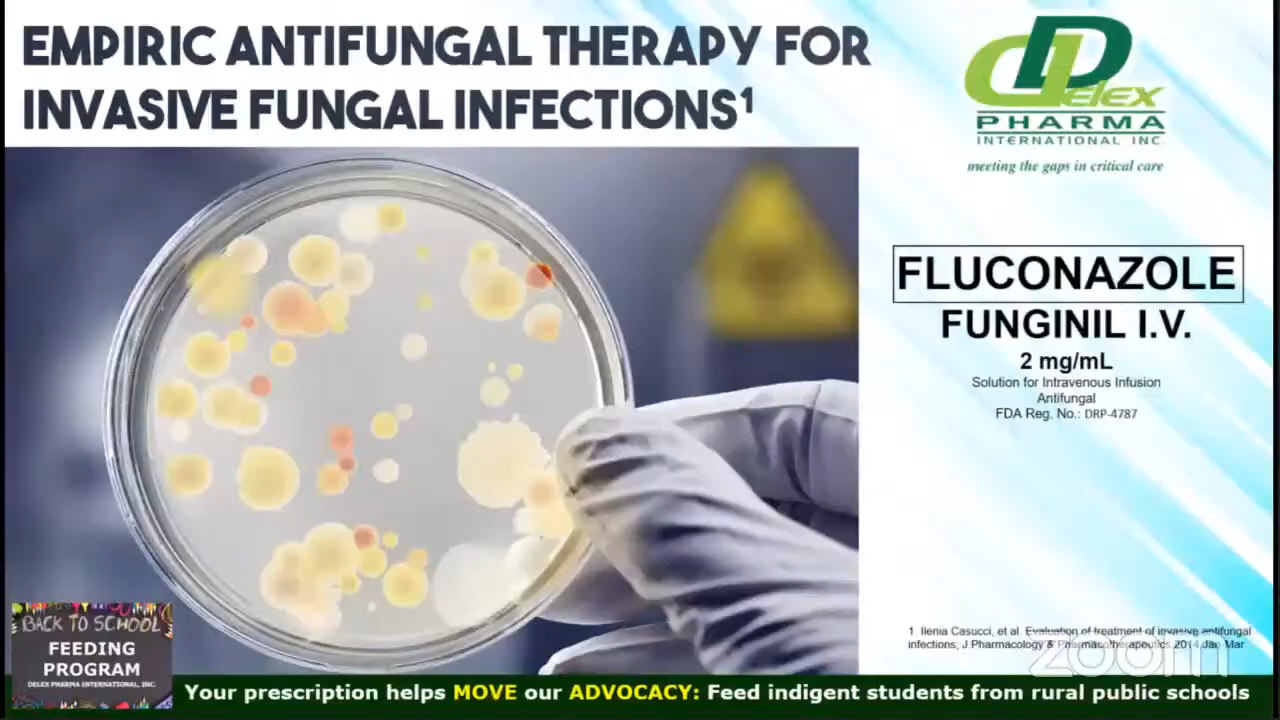 EMPIRIC ANTIFUNGAL THERAPY FOR
INVASIVE FUNGAL INFECTIONS¹
Delex
PHARMA
INTERNATIONAL INC.
meeting the gaps in critical care
FLUCONAZOLE
FUNGINIL I.V.
2 mg/mL
Solution for Intravenous Infusion
Antifungal
FDA Reg. No.: DRP-4787
1. Ilenia Casucci, et al. Evaluation of treatment of invasive antifungal
infections; J Pharmacology & Pharmacotherapeutics 2014 Jan Mar
zoom
BACK TO SCHOOL
FEEDING
PROGRAM
DELEX PHARMA INTERNATIONAL, INC.
Your prescription helps MOVE our ADVOCACY: Feed indigent students from rural public schools